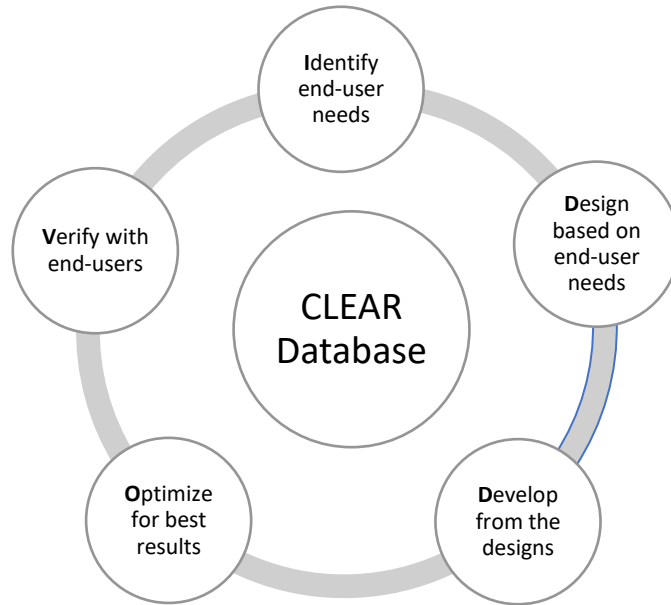 Identify
end-user
needs
Design
based on
end-user
needs
Develop
from the
designs
Optimize
for best
results
Verify with
end-users
CLEAR
Database